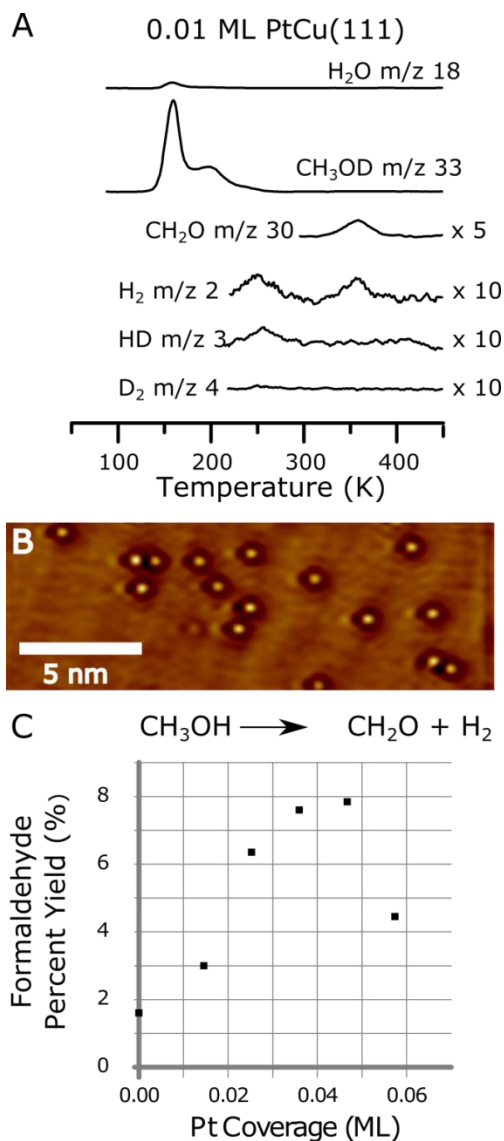 A
0.01 ML PtCu(111)
H₂O m/z 18
CH₃OD m/z 33
CH₂O m/z 30
x 5
H₂ m/z 2
x 10
HD m/z 3
x 10
D₂ m/z 4
x 10
100 200 300 400
Temperature (K)
B
5 nm
C
CH₃OH ⟶ CH₂O + H₂
Formaldehyde
Percent Yield (%)
8
6
4
2
0
0.00 0.02 0.04 0.06
Pt Coverage (ML)